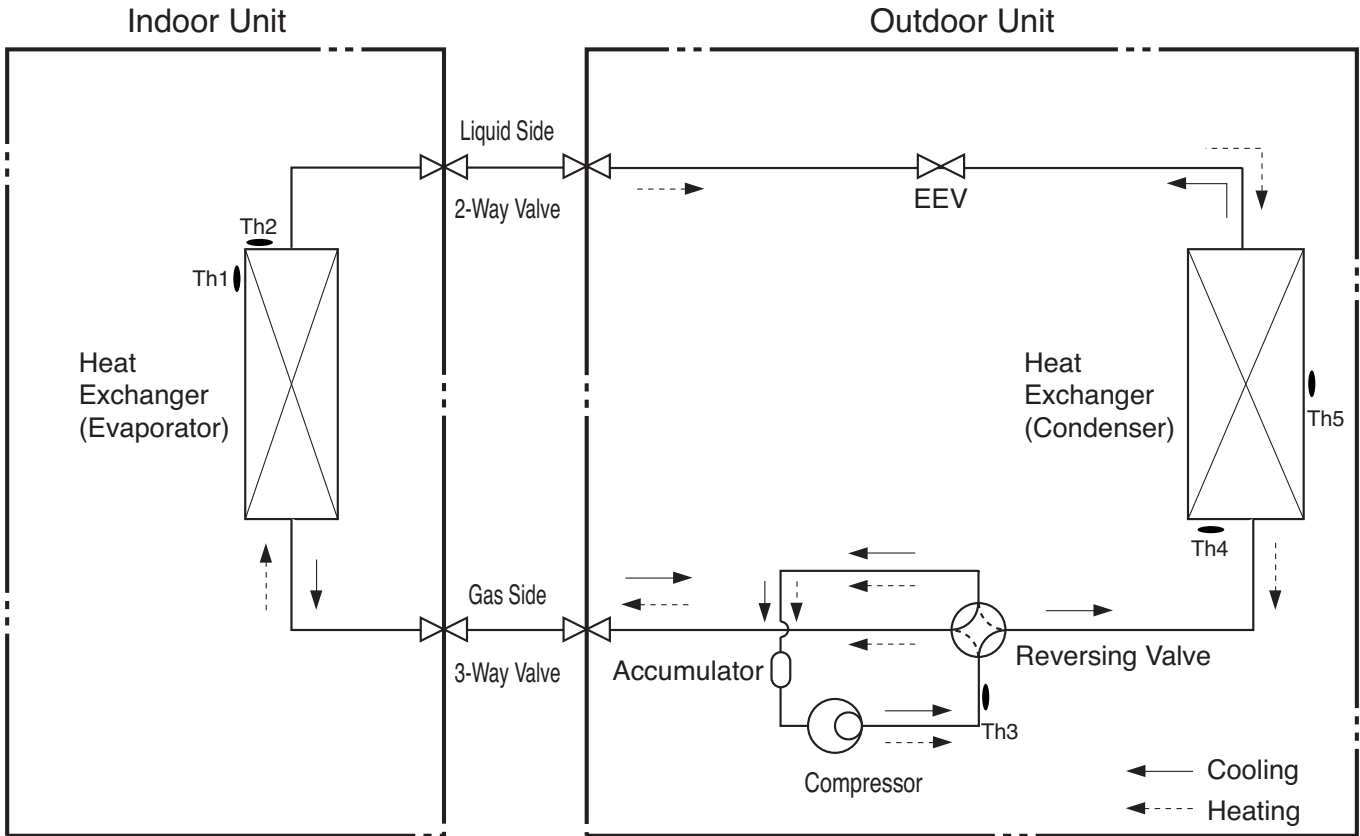 Indoor Unit
Outdoor Unit
Liquid Side
2-Way Valve
EEV
Th2
Th1
Heat
Exchanger
(Evaporator)
Heat
Exchanger
(Condenser)
Th5
Th4
Gas Side
3-Way Valve
Accumulator
Reversing Valve
Th3
Compressor
Cooling
Heating